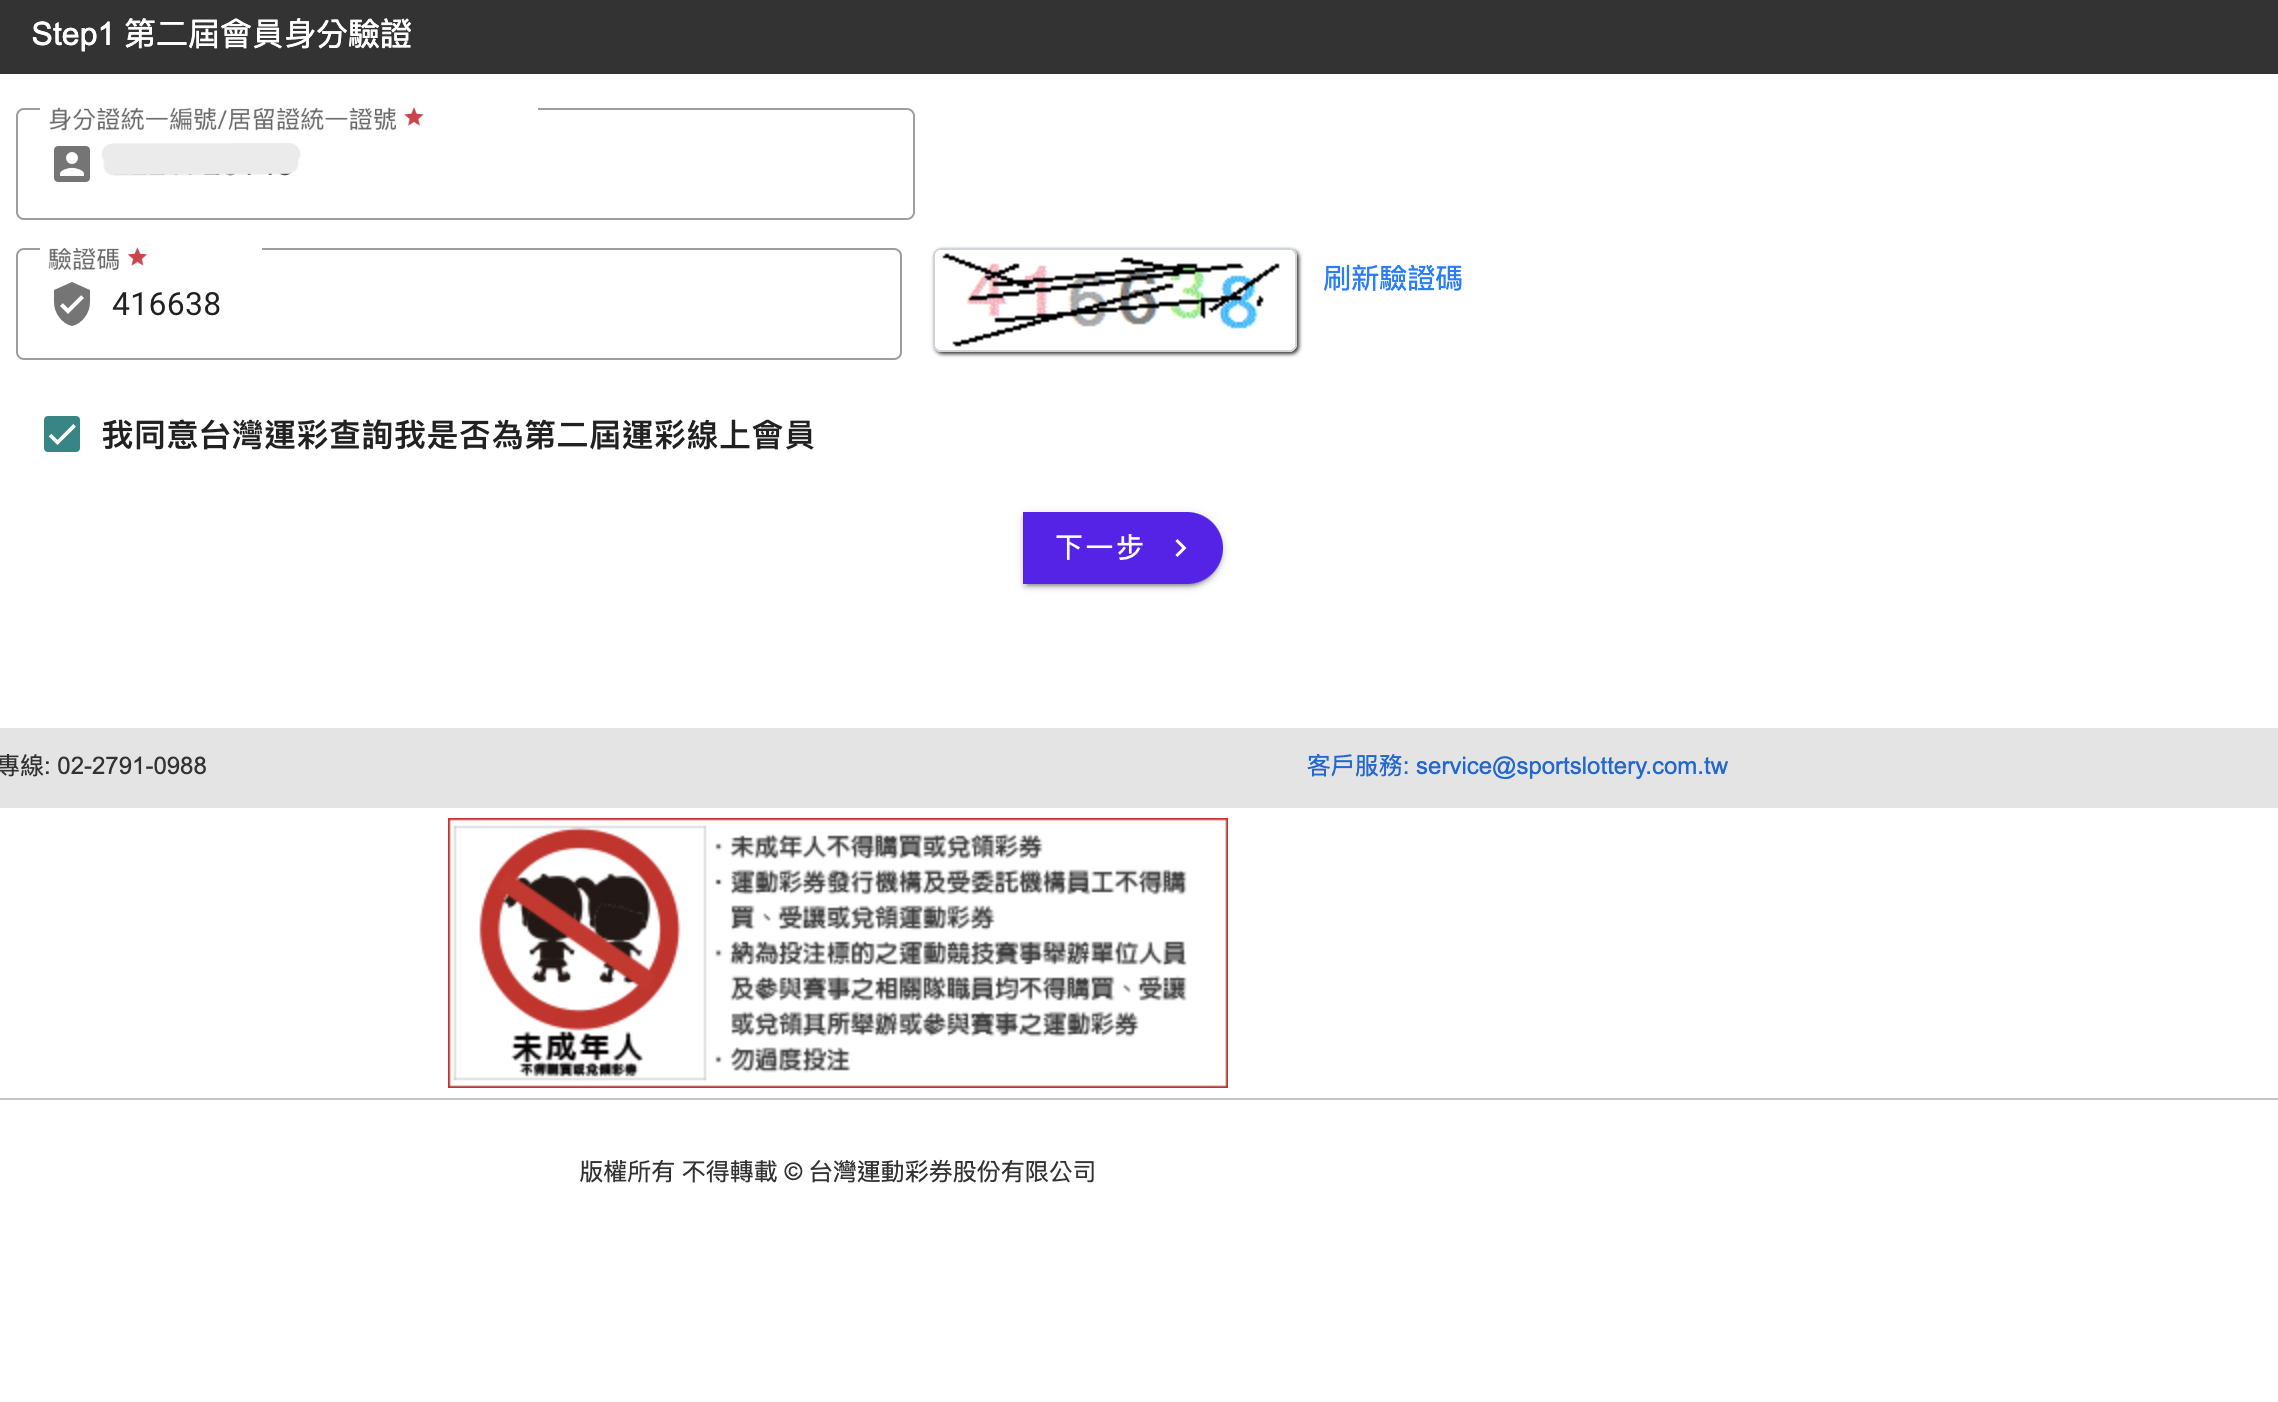 Step1 第二屆會員身分驗證
身分證統一編號/居留證統一證號 ★
驗證碼 ★
416638
416638
刷新驗證碼
我同意台灣運彩查詢我是否為第二屆運彩線上會員
下一步 >
專線: 02-2791-0988
客戶服務: service@sportslottery.com.tw
未成年人
不得購買或兌領彩券
· 未成年人不得購買或兌領彩券
· 運動彩券發行機構及受委託機構員工不得購
買、受讓或兌領運動彩券
· 納為投注標的之運動競技賽事舉辦單位人員
及參與賽事之相關隊職員均不得購買、受讓
或兌領其所舉辦或參與賽事之運動彩券
· 勿過度投注
版權所有 不得轉載 © 台灣運動彩券股份有限公司